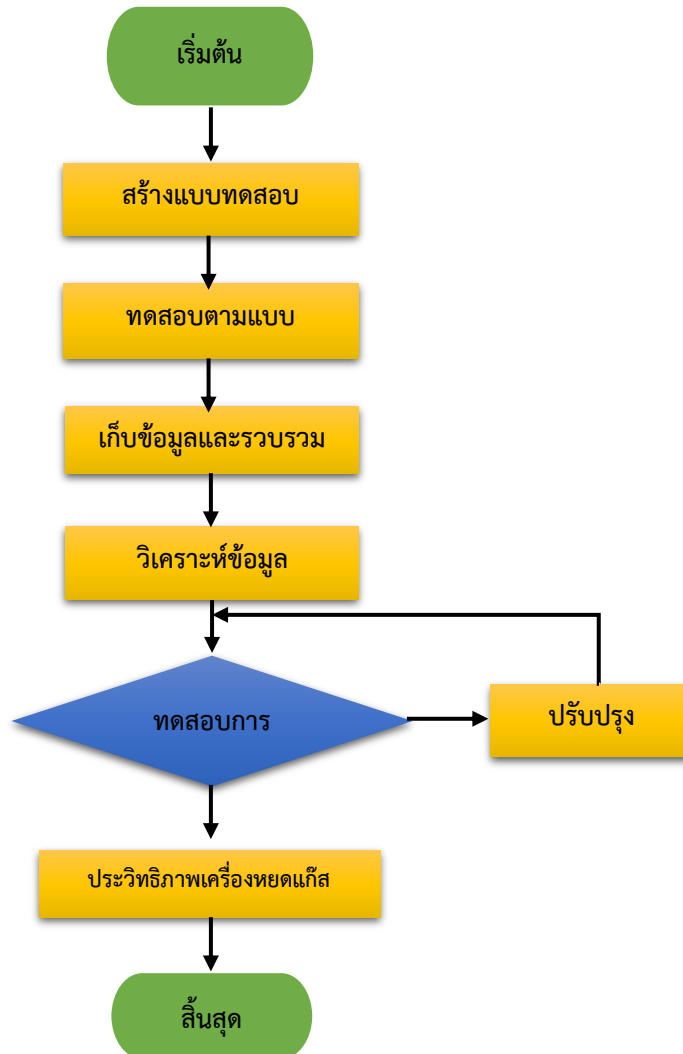 เริ่มต้น
สร้างแบบทดสอบ
ทดสอบตามแบบ
เก็บข้อมูลและรวบรวม
วิเคราะห์ข้อมูล
ทดสอบการ
ปรับปรุง
ประวิทธิภาพเครื่องหยดแก๊ส
สิ้นสุด